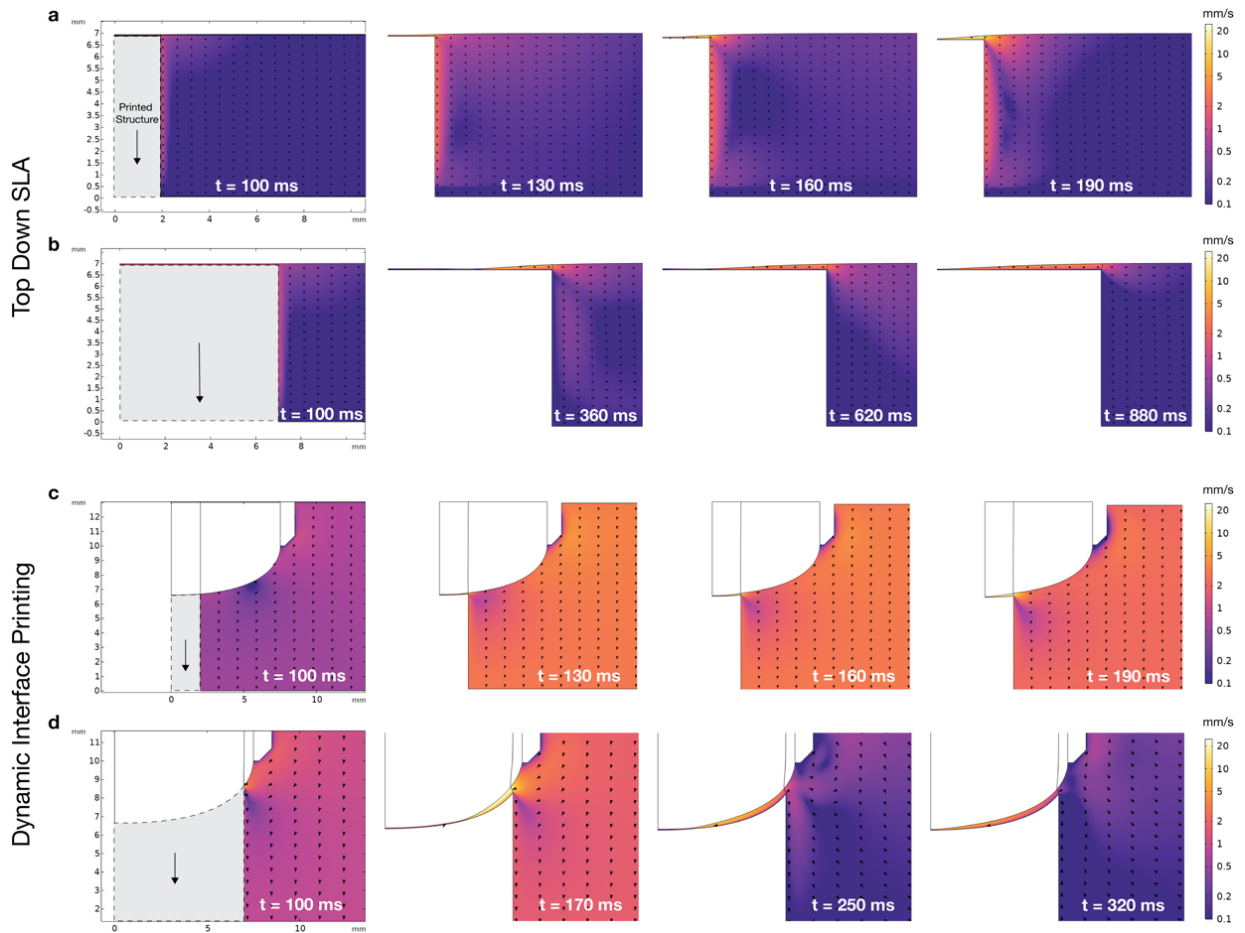 Top Down SLA
a
mm
7
6.5
6
5.5
5
4.5
4
3.5
3
2.5
2
1.5
1
0.5
0
-0.5
0 2 4 6 8 mm
Printed
Structure
t = 100 ms
t = 130 ms
t = 160 ms
t = 190 ms
mm/s
20
10
5
2
1
0.5
0.2
0.1
b
mm
7
6.5
6
5.5
5
4.5
4
3.5
3
2.5
2
1.5
1
0.5
0
-0.5
0 2 4 6 8 mm
t = 100 ms
t = 360 ms
t = 620 ms
t = 880 ms
mm/s
20
10
5
2
1
0.5
0.2
0.1
Dynamic Interface Printing
c
mm
12
11
10
9
8
7
6
5
4
3
2
1
0
0 5 10 mm
t = 100 ms
t = 130 ms
t = 160 ms
t = 190 ms
mm/s
20
10
5
2
1
0.5
0.2
0.1
d
mm
11
10
9
8
7
6
5
4
3
2
0 5 10 mm
t = 100 ms
t = 170 ms
t = 250 ms
t = 320 ms
mm/s
20
10
5
2
1
0.5
0.2
0.1